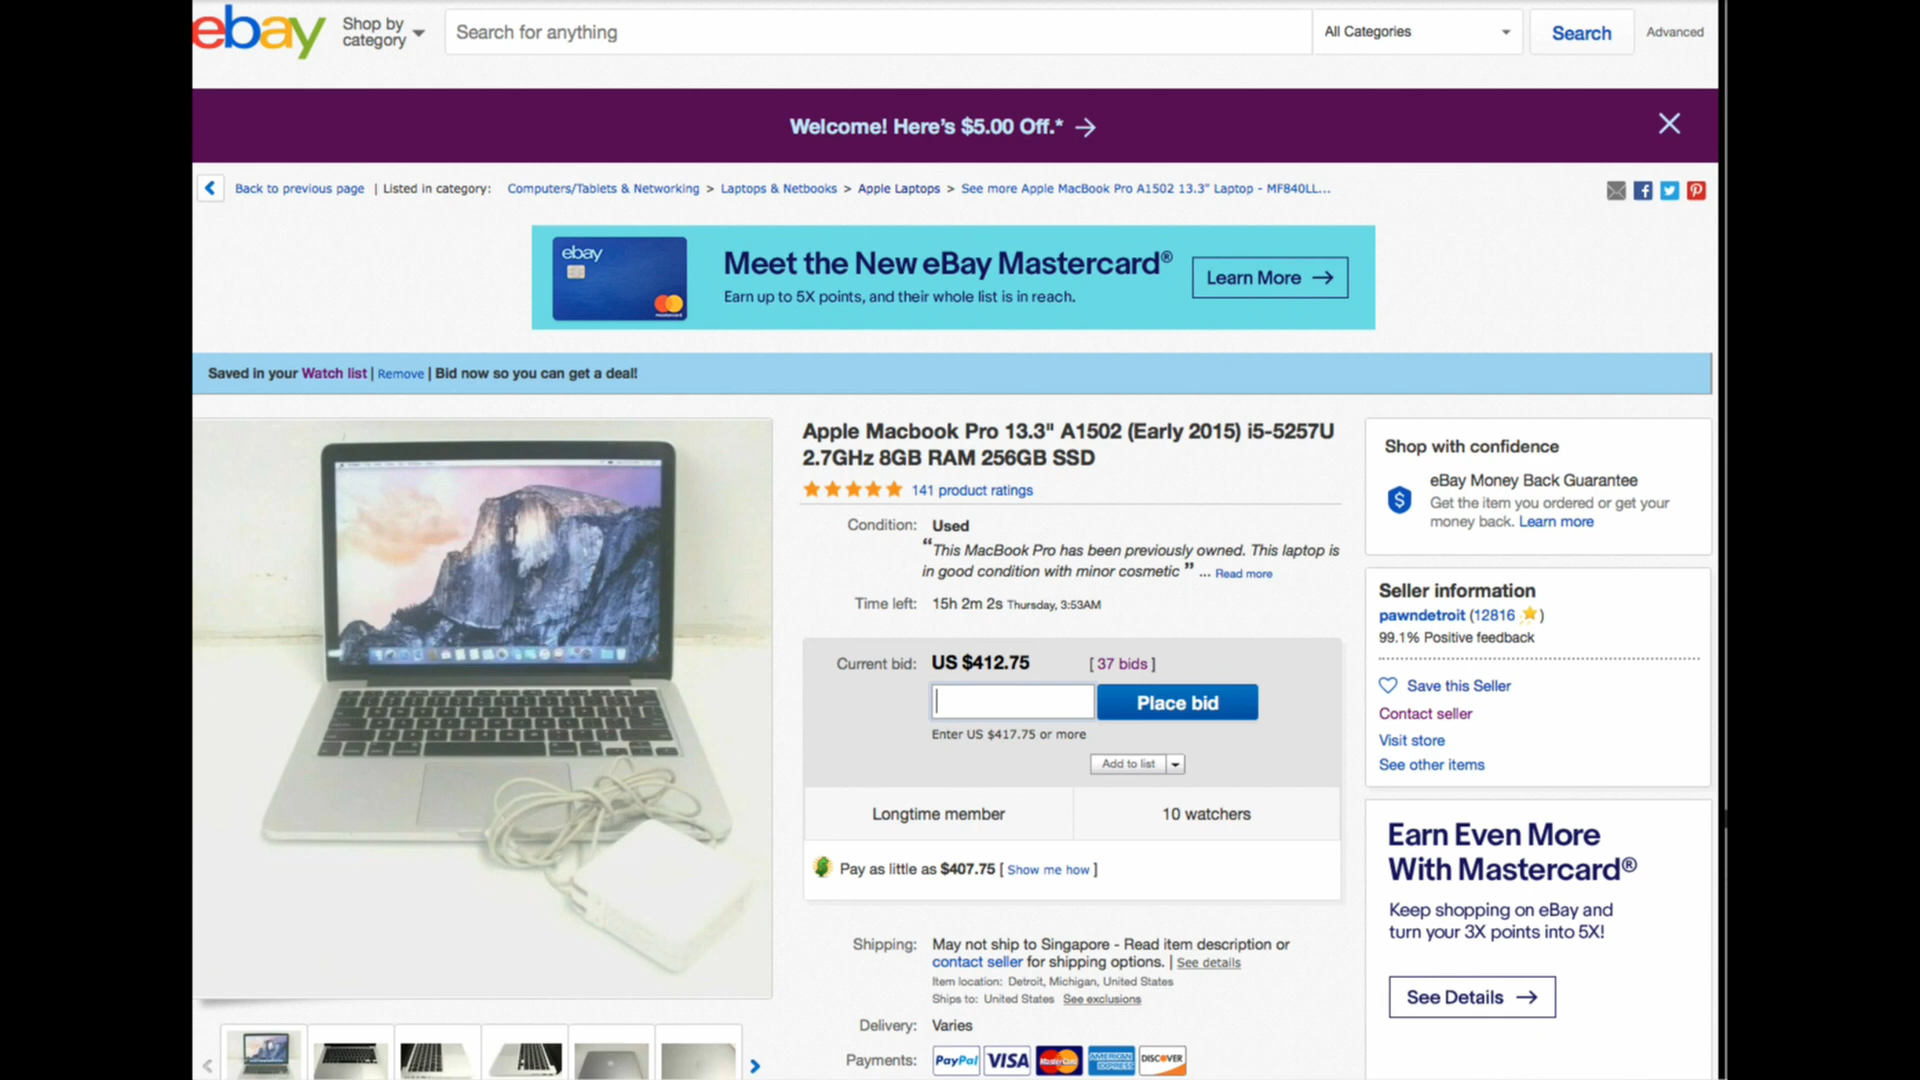 ebay
Shop by
category
Search for anything
All Categories
Search
Advanced
Welcome! Here's $5.00 Off.*
Back to previous page | Listed in category: Computers/Tablets & Networking > Laptops & Netbooks > Apple Laptops > See more Apple MacBook Pro A1502 13.3" Laptop - MF840LL...
ebay
mastercard
Meet the New eBay Mastercard®
Earn up to 5X points, and their whole list is in reach.
Learn More
Saved in your Watch list | Remove | Bid now so you can get a deal!
Apple Macbook Pro 13.3" A1502 (Early 2015) i5-5257U
2.7GHz 8GB RAM 256GB SSD
141 product ratings
Condition: Used
“This MacBook Pro has been previously owned. This laptop is
in good condition with minor cosmetic ” ... Read more
Time left: 15h 2m 2s Thursday, 3:53AM
Current bid: US $412.75 [ 37 bids ]
Place bid
Enter US $417.75 or more
Add to list
Longtime member
10 watchers
Pay as little as $407.75 [ Show me how ]
Shipping: May not ship to Singapore - Read item description or
contact seller for shipping options. | See details
Item location: Detroit, Michigan, United States
Ships to: United States See exclusions
Delivery: Varies
Payments: PayPal VISA MasterCard AMERICAN EXPRESS DISCOVER
Shop with confidence
eBay Money Back Guarantee
Get the item you ordered or get your
money back. Learn more
Seller information
pawndetroit (12816)
99.1% Positive feedback
Save this Seller
Contact seller
Visit store
See other items
Earn Even More
With Mastercard®
Keep shopping on eBay and
turn your 3X points into 5X!
See Details